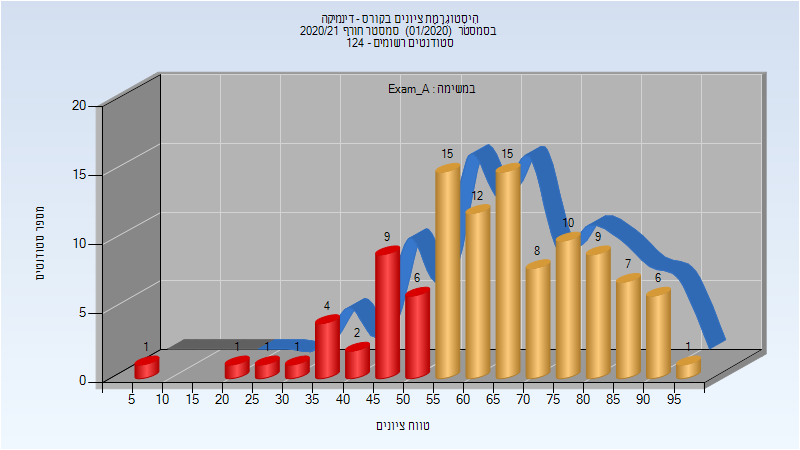 היסטוגרמת ציונים בקורס - דינמיקה
בסמסטר (01/2020) סמסטר חורף 2020/21
סטודנטים רשומים - 124
במשימה : Exam_A
מספר סטודנטים
20
15
10
5
0
1 1 1 1 4 2 9 6 15 12 15 8 10 9 7 6 1
5 10 15 20 25 30 35 40 45 50 55 60 65 70 75 80 85 90 95
טווח ציונים